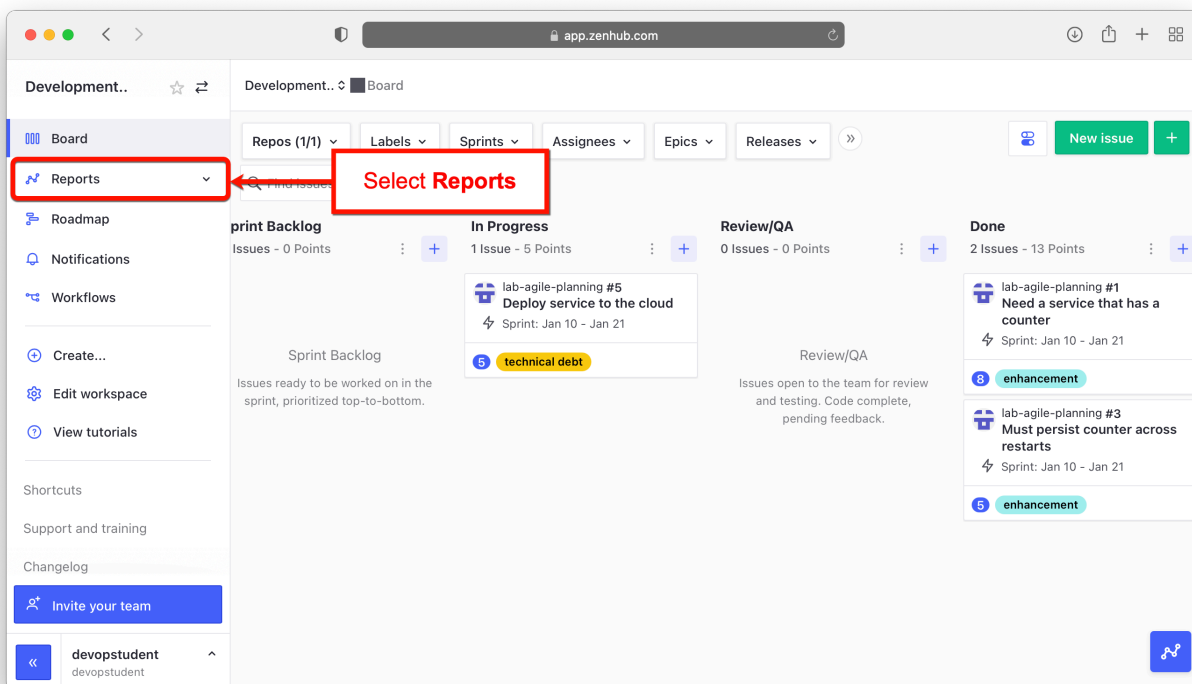 app.zenhub.com
Development..
Development.. Board
Board
Reports
Roadmap
Notifications
Workflows
Create...
Edit workspace
View tutorials
Shortcuts
Support and training
Changelog
Invite your team
«
devopstudent
devopstudent
Repos (1/1)
Labels
Sprints
Assignees
Epics
Releases
»
New issue
+
Find Issues
Select Reports
print Backlog
Issues - 0 Points
+
Sprint Backlog
Issues ready to be worked on in the
sprint, prioritized top-to-bottom.
In Progress
1 Issue - 5 Points
+
lab-agile-planning #5
Deploy service to the cloud
Sprint: Jan 10 - Jan 21
5 technical debt
Review/QA
0 Issues - 0 Points
+
Review/QA
Issues open to the team for review
and testing. Code complete,
pending feedback.
Done
2 Issues - 13 Points
+
lab-agile-planning #1
Need a service that has a
counter
Sprint: Jan 10 - Jan 21
8 enhancement
lab-agile-planning #3
Must persist counter across
restarts
Sprint: Jan 10 - Jan 21
5 enhancement